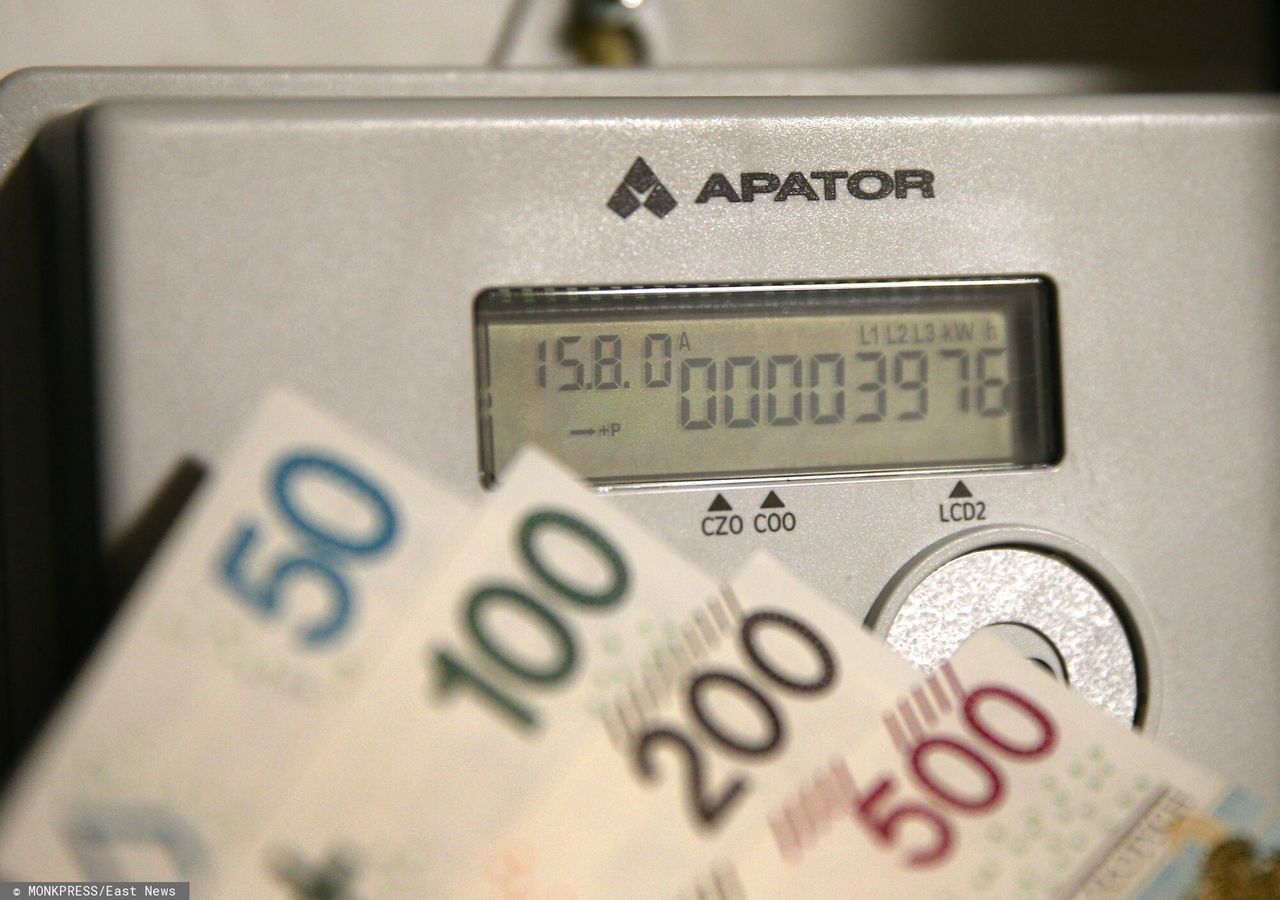 APATOR
15.8.0 A L1 L2 L3 kW h
00003976
→+P
CZO COO LCD2
50
100
200
500
© MONKPRESS/East News